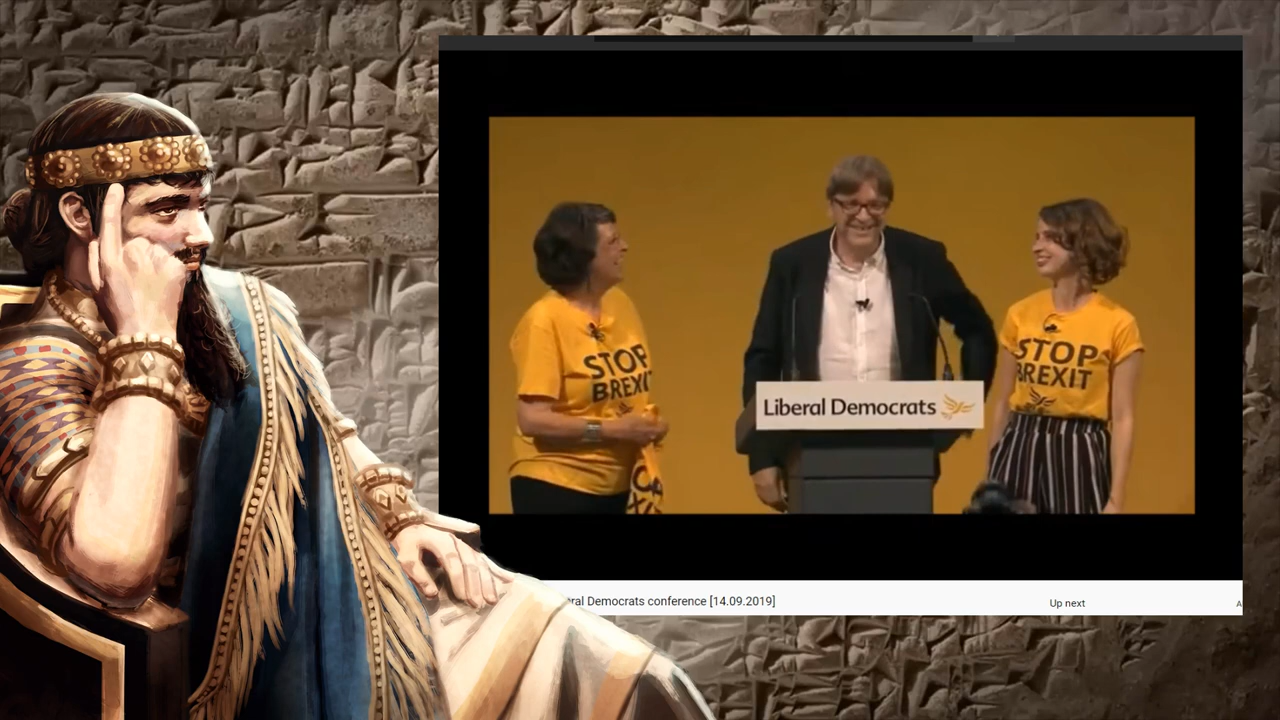 STOP
BREXIT
STOP
BREXIT
Liberal Democrats
ral Democrats conference [14.09.2019]
Up next